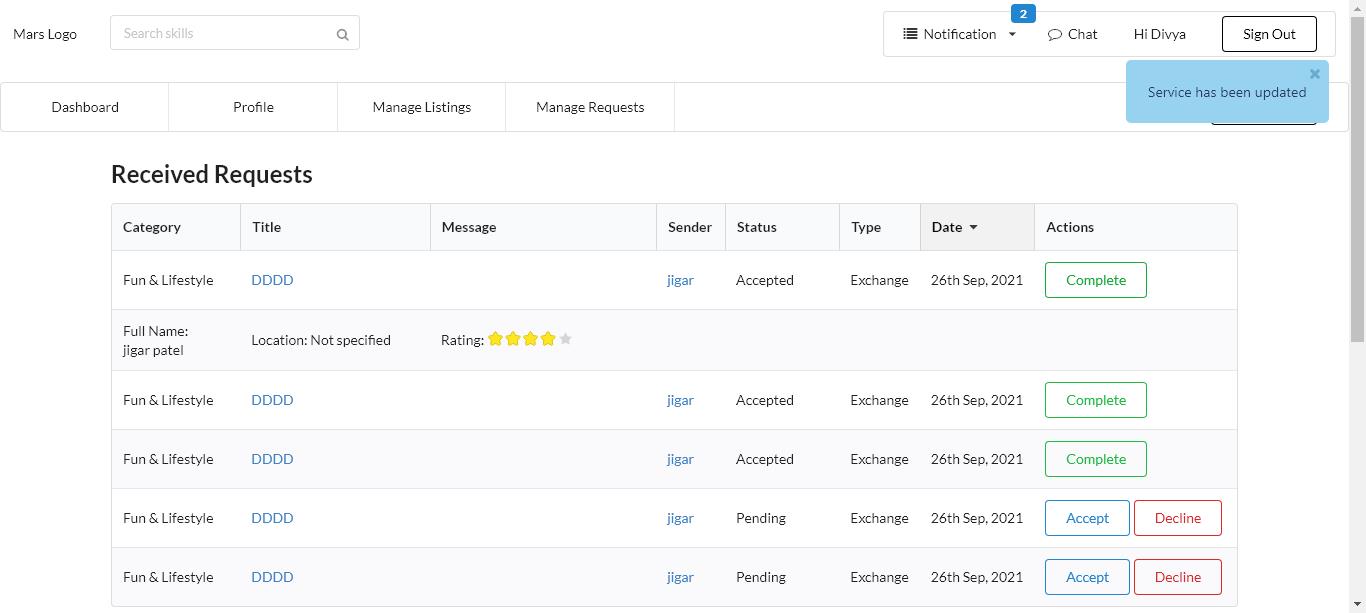 2
Mars Logo Search skills Notification Chat Hi Divya Sign Out
Service has been updated
Dashboard Profile Manage Listings Manage Requests
Received Requests
Category Title Message Sender Status Type Date Actions
Fun & Lifestyle DDDD jigar Accepted Exchange 26th Sep, 2021 Complete
Full Name:
jigar patel Location: Not specified Rating:
Fun & Lifestyle DDDD jigar Accepted Exchange 26th Sep, 2021 Complete
Fun & Lifestyle DDDD jigar Accepted Exchange 26th Sep, 2021 Complete
Fun & Lifestyle DDDD jigar Pending Exchange 26th Sep, 2021 Accept Decline
Fun & Lifestyle DDDD jigar Pending Exchange 26th Sep, 2021 Accept Decline